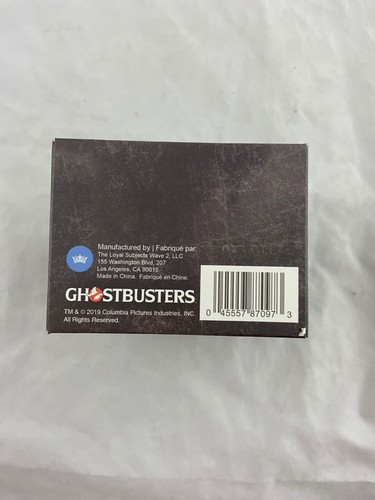 Manufactured by | Fabriqué par:
The Loyal Subjects Wave 2, LLC
155 Washington Blvd, 207
Los Angeles, CA 90015
Made in China. Fabriqué en Chine.
GHOSTBUSTERS
TM & © 2019 Columbia Pictures Industries, INC.
All Rights Reserved.
0 45557 87097 3